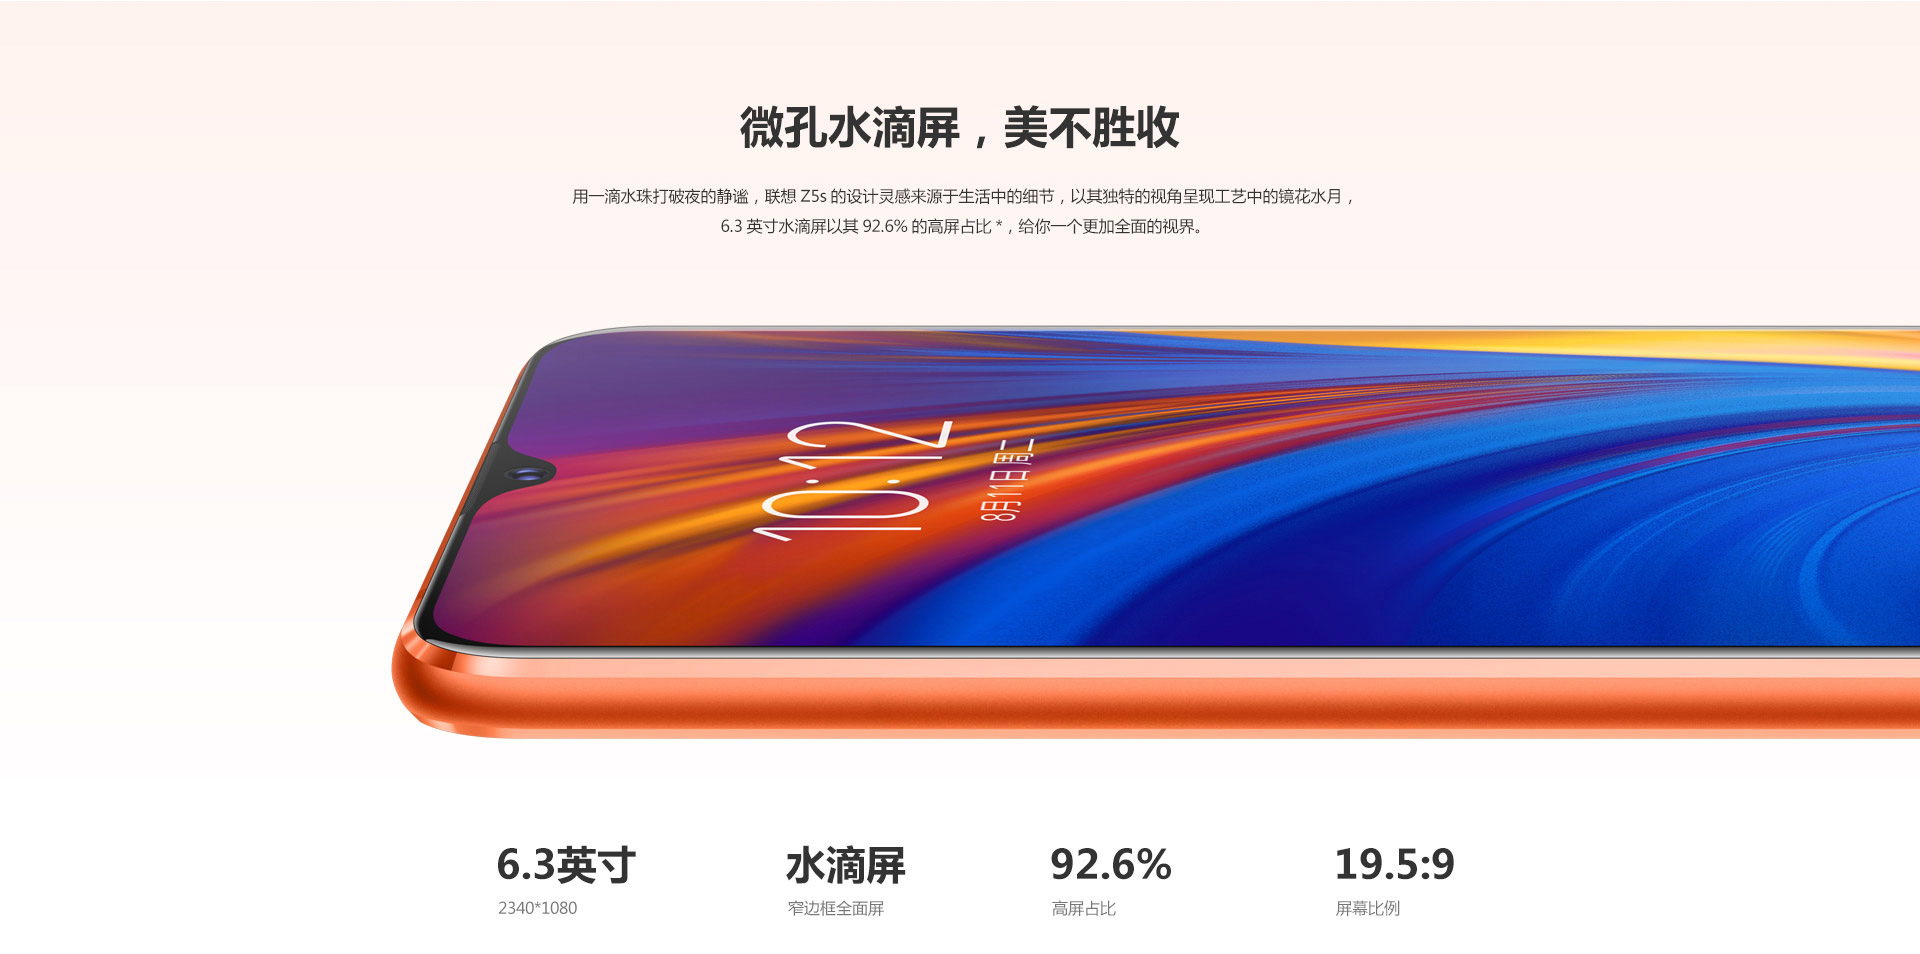 微孔水滴屏，美不胜收
用一滴水珠打破夜的静谧，联想 Z5s 的设计灵感来源于生活中的细节，以其独特的视角呈现工艺中的镜花水月，
6.3 英寸水滴屏以其 92.6% 的高屏占比 *，给你一个更加全面的视界。
10:12
8月11日 周二
6.3英寸
2340*1080
水滴屏
窄边框全面屏
92.6%
高屏占比
19.5:9
屏幕比例